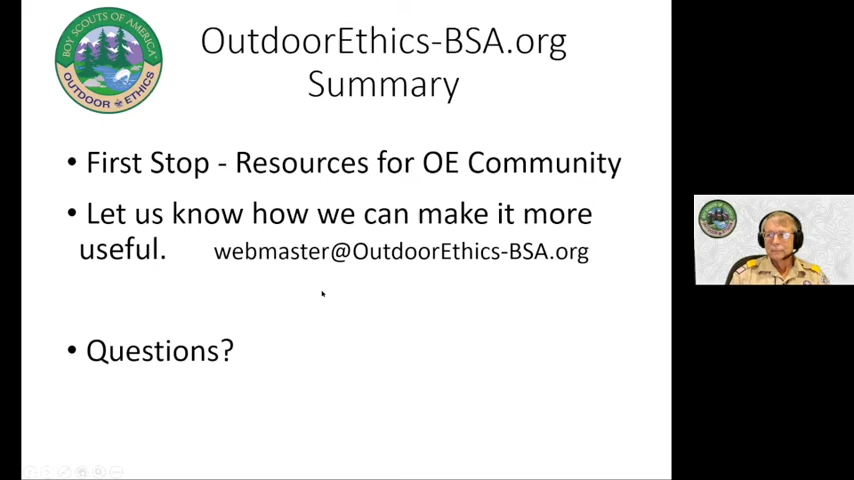 BOY SCOUTS OF AMERICA
OUTDOOR ETHICS
OutdoorEthics-BSA.org
Summary
• First Stop - Resources for OE Community
• Let us know how we can make it more
useful. webmaster@OutdoorEthics-BSA.org
• Questions?